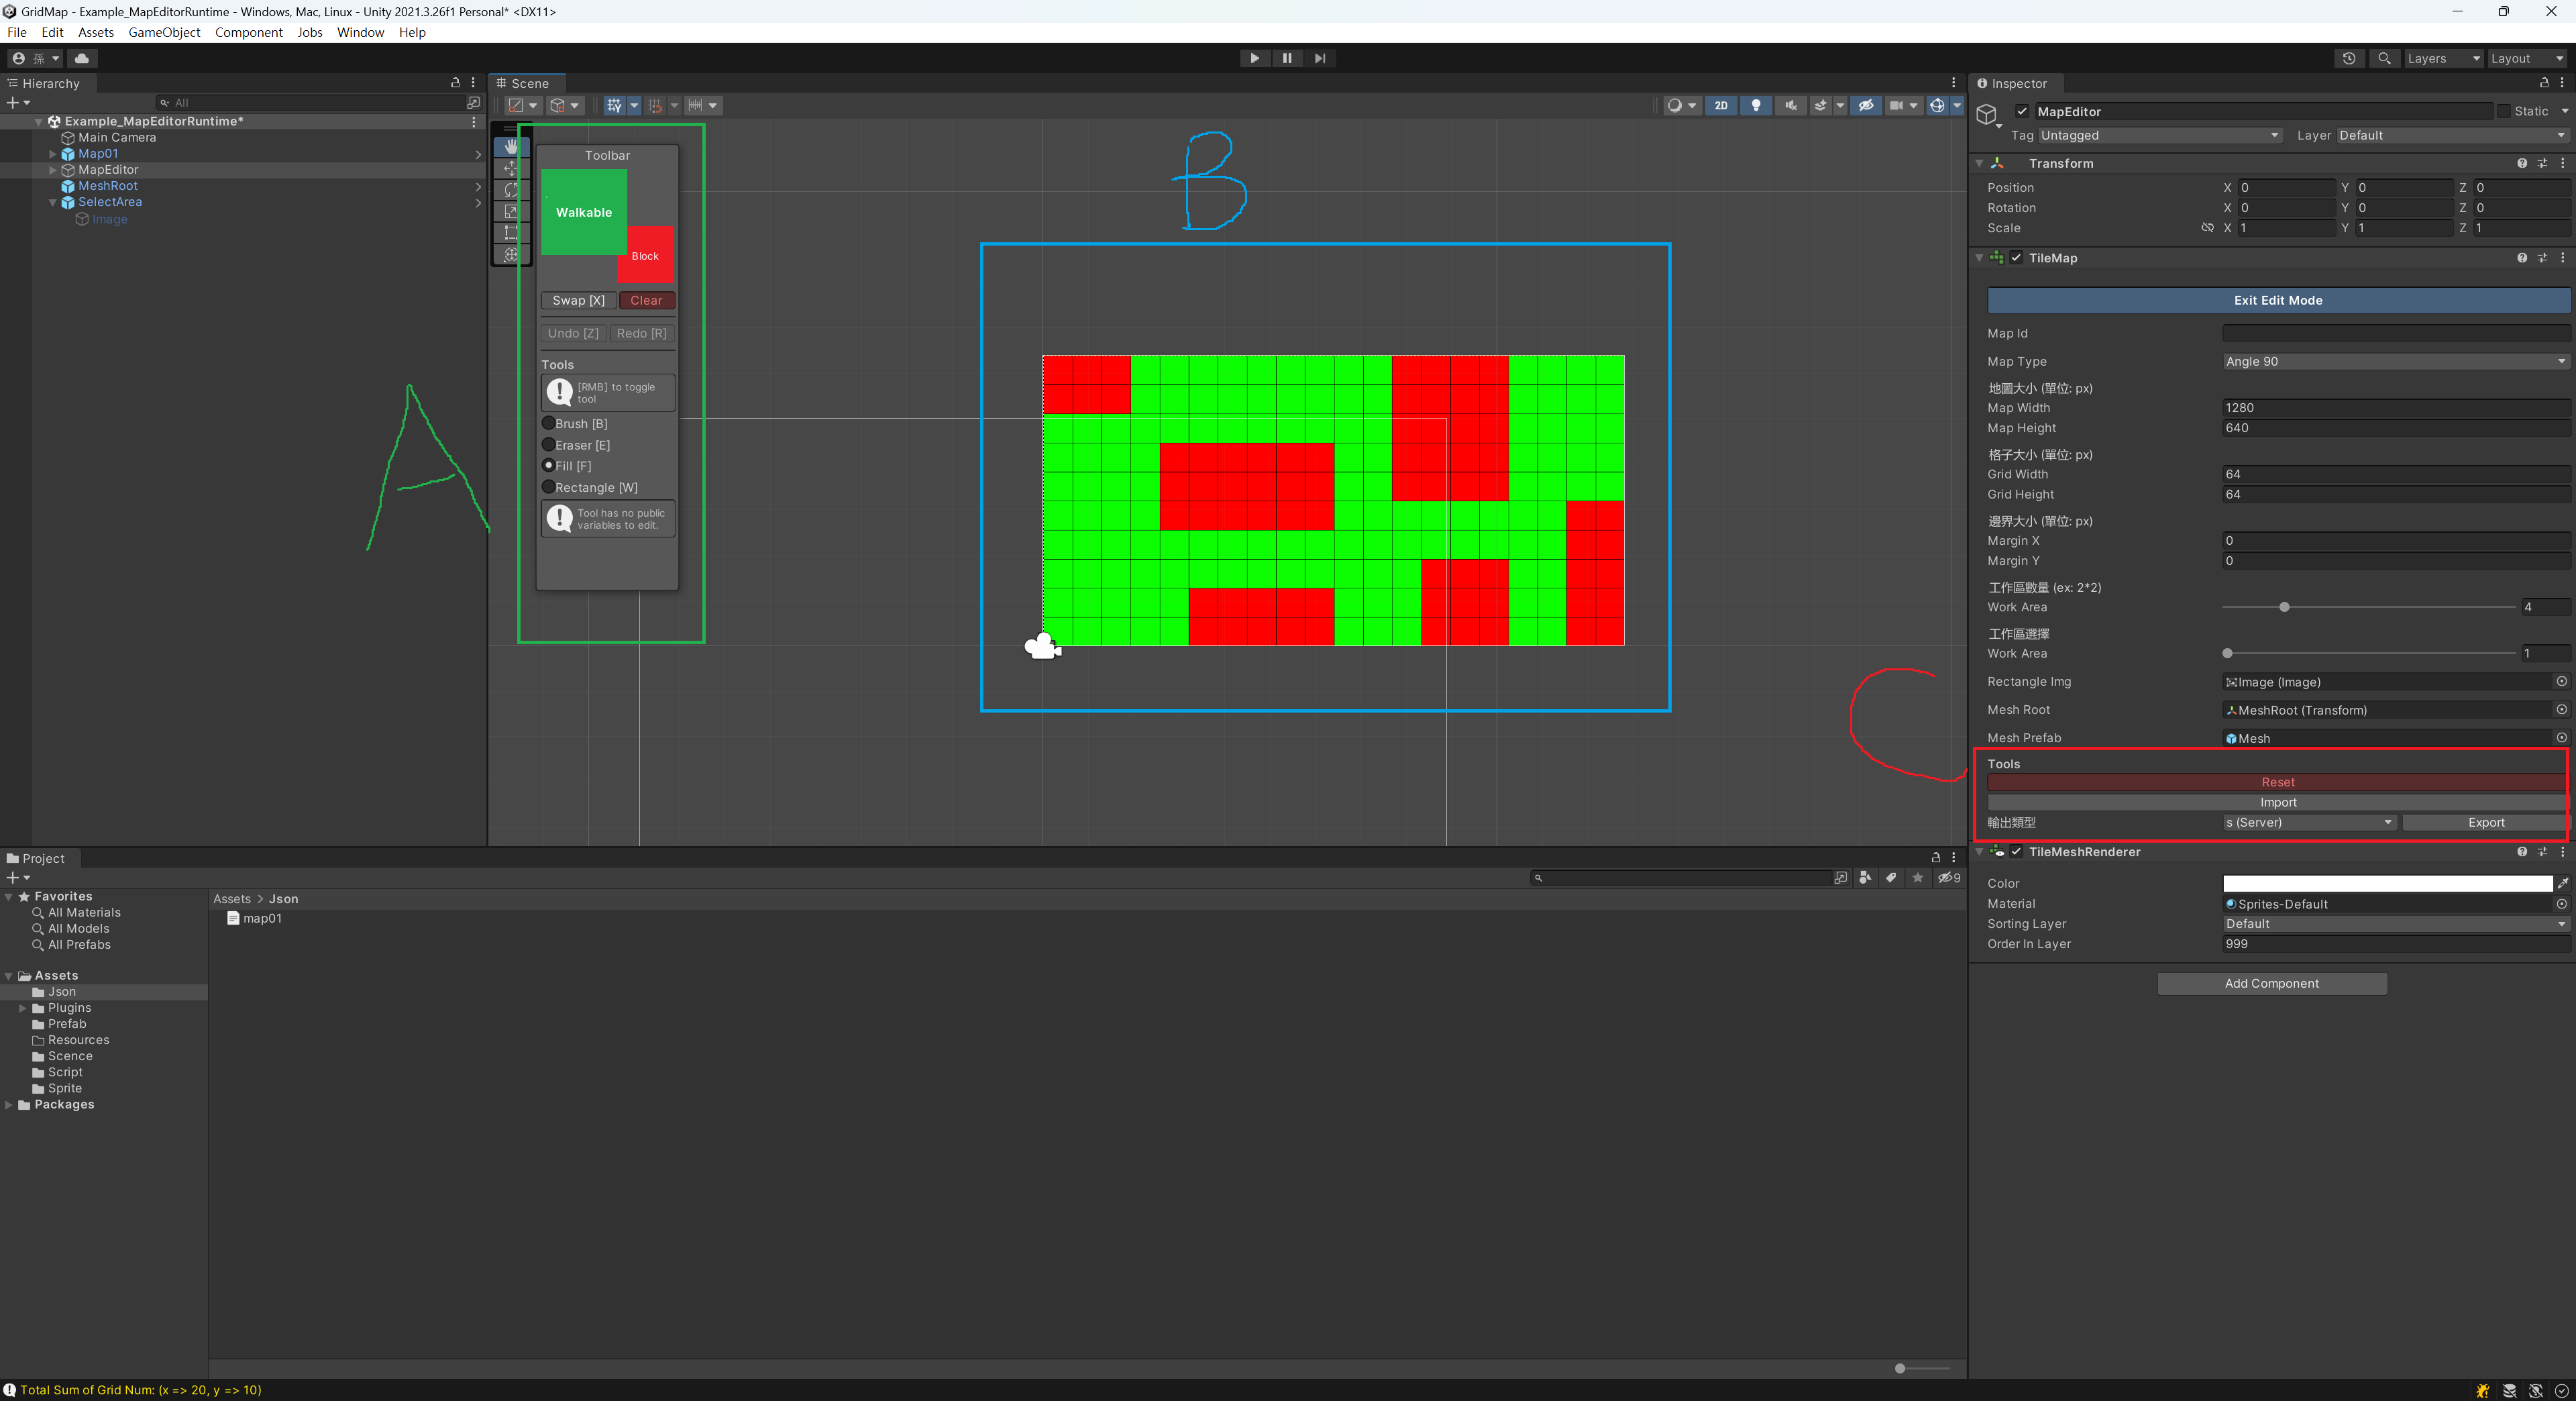 GridMap - Example_MapEditorRuntime - Windows, Mac, Linux - Unity 2021.3.26f1 Personal* <DX11>
File Edit Assets GameObject Component Jobs Window Help
孫
Layers Layout
Hierarchy
All
Example_MapEditorRuntime*
Main Camera
Map01
MapEditor
MeshRoot
SelectArea
Image
A
Scene
2D
Toolbar
Walkable
Block
Swap [X] Clear
Undo [Z] Redo [R]
Tools
[RMB] to toggle
tool
Brush [B]
Eraser [E]
Fill [F]
Rectangle [W]
Tool has no public
variables to edit.
B
C
Inspector
MapEditor Static
Tag Untagged Layer Default
Transform
Position X 0 Y 0 Z 0
Rotation X 0 Y 0 Z 0
Scale X 1 Y 1 Z 1
TileMap
Exit Edit Mode
Map Id
Map Type Angle 90
地圖大小 (單位: px)
Map Width 1280
Map Height 640
格子大小 (單位: px)
Grid Width 64
Grid Height 64
邊界大小 (單位: px)
Margin X 0
Margin Y 0
工作區數量 (ex: 2*2)
Work Area 4
工作區選擇
Work Area 1
Rectangle Img Image (Image)
Mesh Root MeshRoot (Transform)
Mesh Prefab Mesh
Tools
Reset
Import
輸出類型 s (Server) Export
TileMeshRenderer
Color
Material Sprites-Default
Sorting Layer Default
Order In Layer 999
Add Component
Project
9
Favorites
All Materials
All Models
All Prefabs
Assets
Json
Plugins
Prefab
Resources
Scence
Script
Sprite
Packages
Assets > Json
map01
Total Sum of Grid Num: (x => 20, y => 10)